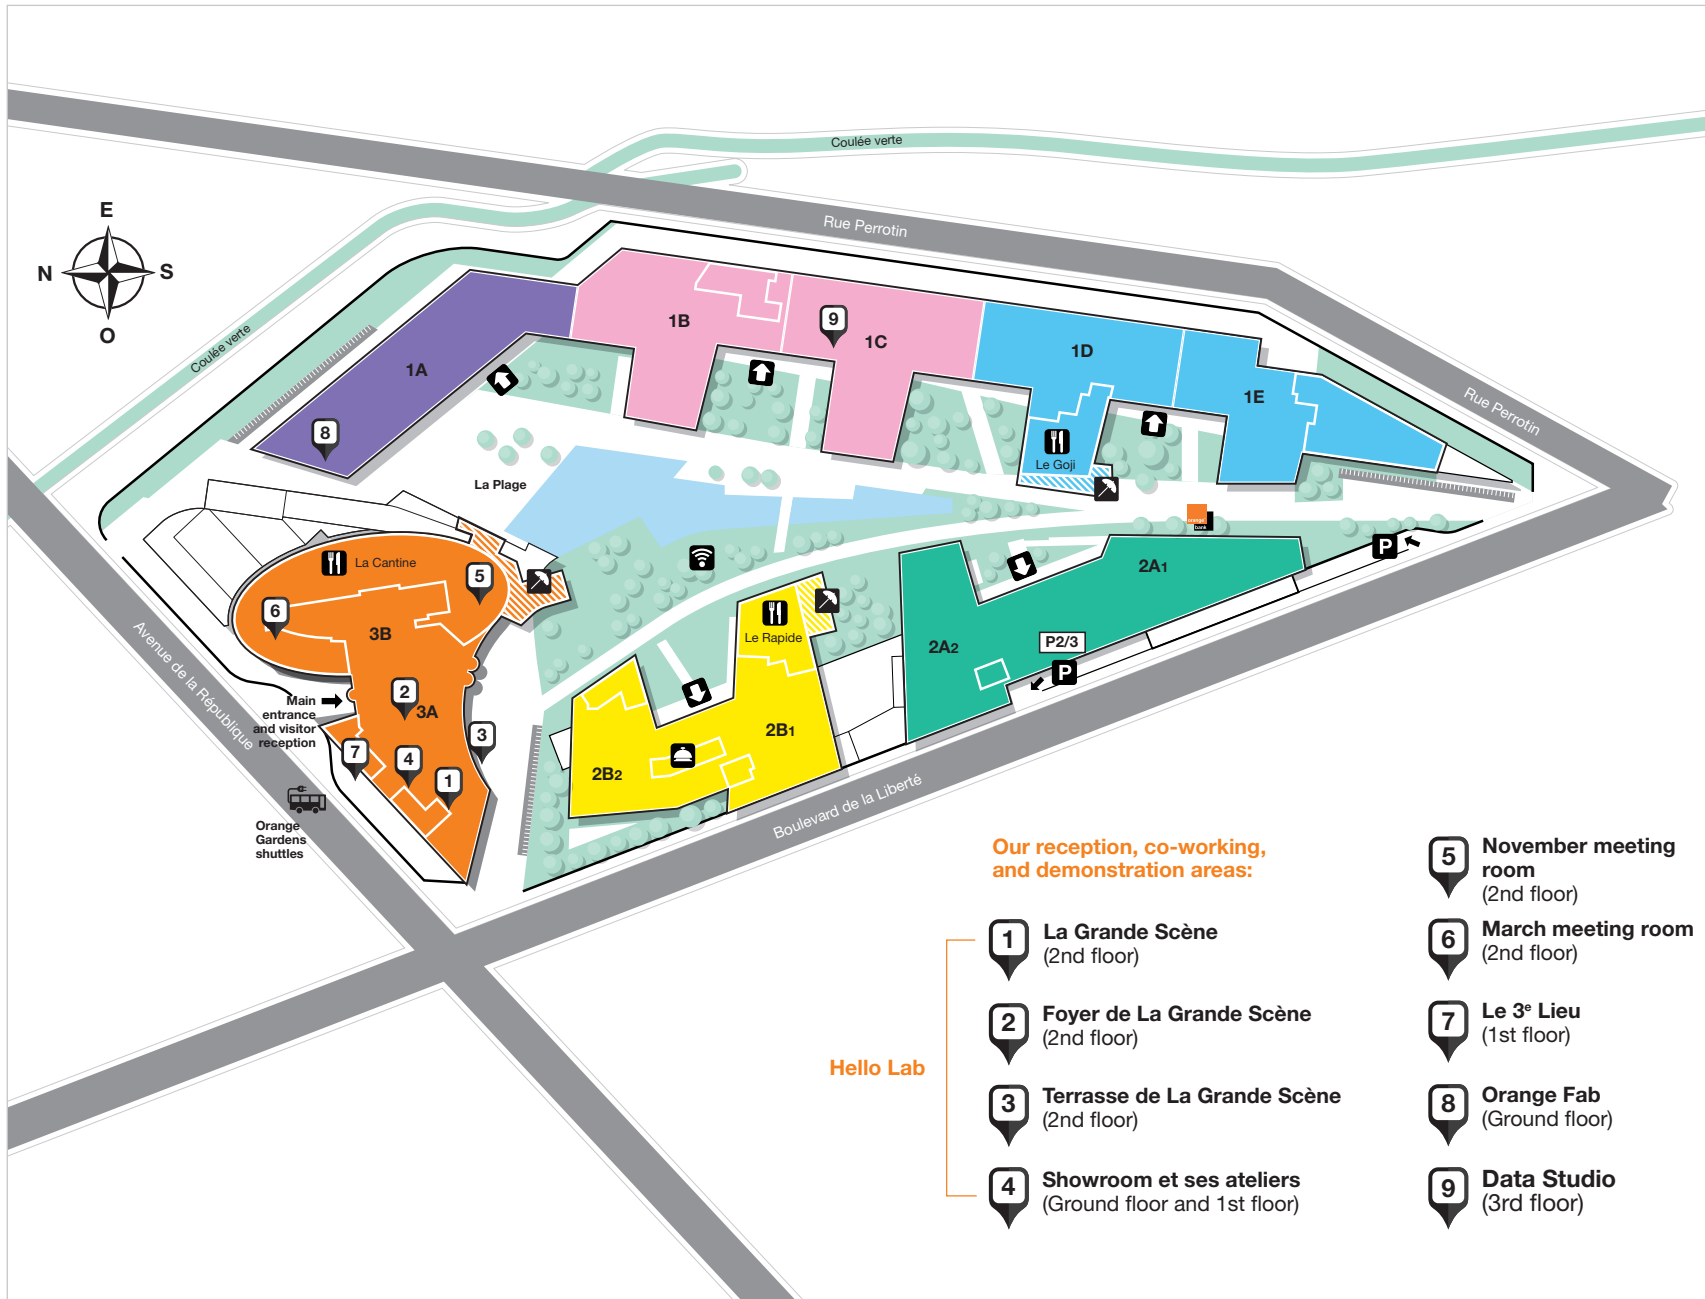 Coulée verte
Rue Perrotin
E
N
S
O
Coulée verte
1B
9
1C
1D
1A
1E
Rue Perrotin
8
Le Goji
La Plage
orange
bank
P
La Cantine
5
2A1
6
3B
Le Rapide
P2/3
2A2
P
Avenue de la République
2
Main
entrance
and visitor
reception
3A
3
2B1
7
4
1
2B2
Orange
Gardens
shuttles
Boulevard de la Liberté
Our reception, co-working,
and demonstration areas:
Hello Lab
1
La Grande Scène
(2nd floor)
2
Foyer de La Grande Scène
(2nd floor)
3
Terrasse de La Grande Scène
(2nd floor)
4
Showroom et ses ateliers
(Ground floor and 1st floor)
5
November meeting
room
(2nd floor)
6
March meeting room
(2nd floor)
7
Le 3e Lieu
(1st floor)
8
Orange Fab
(Ground floor)
9
Data Studio
(3rd floor)